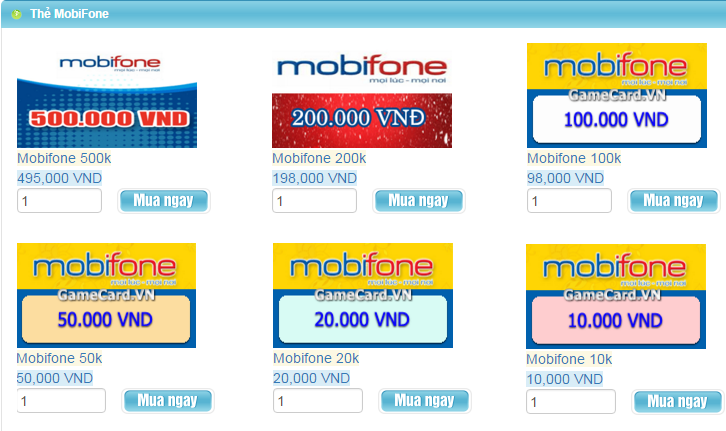 Thẻ MobiFone
mobifone
mọi lúc - mọi nơi
500.000 VND
Mobifone 500k
495,000 VND
1
Mua ngay
mobifone
mọi lúc - mọi nơi
200.000 VNĐ
Mobifone 200k
198,000 VND
1
Mua ngay
mobifone
mọi lúc - mọi nơi
GameCard.VN
100.000 VND
Mobifone 100k
98,000 VND
1
Mua ngay
mobifone
mọi lúc - mọi nơi
GameCard.VN
50.000 VND
Mobifone 50k
50,000 VND
1
Mua ngay
mobifone
mọi lúc - mọi nơi
GameCard.VN
20.000 VND
Mobifone 20k
20,000 VND
1
Mua ngay
mobifone
mọi lúc - mọi nơi
GameCard.VN
10.000 VND
Mobifone 10k
10,000 VND
1
Mua ngay